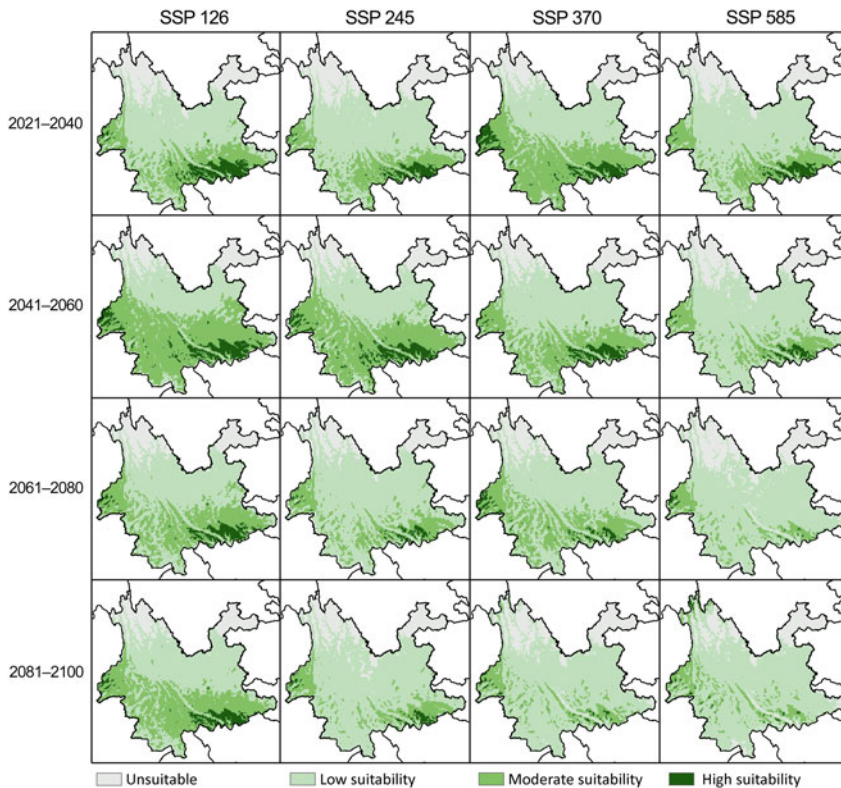 SSP 126 SSP 245 SSP 370 SSP 585
2021–2040
2041–2060
2061–2080
2081–2100
Unsuitable Low suitability Moderate suitability High suitability